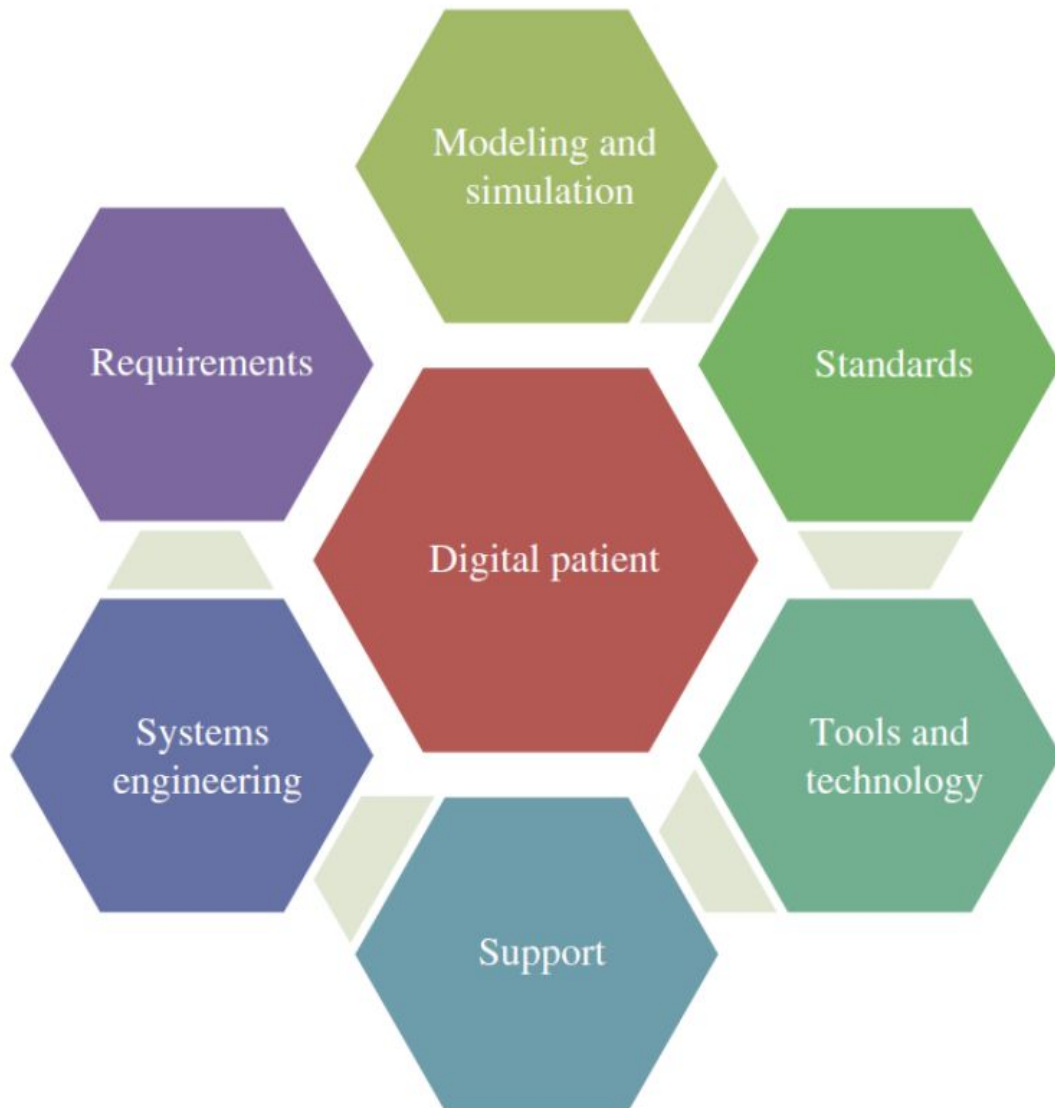 Modeling and
simulation
Requirements
Standards
Digital patient
Systems
engineering
Tools and
technology
Support